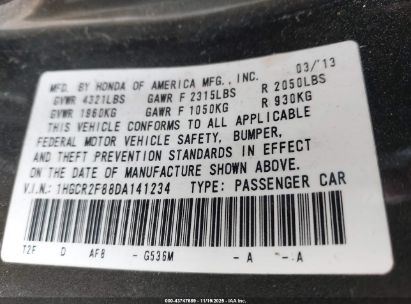 MFD. BY HONDA OF AMERICA MFG., INC. 03/'13
GVWR 4321LBS GAWR F 2315LBS R 2050LBS
GVWR 1960KG GAWR F 1050KG R 930KG
THIS VEHICLE CONFORMS TO ALL APPLICABLE
FEDERAL MOTOR VEHICLE SAFETY, BUMPER,
AND THEFT PREVENTION STANDARDS IN EFFECT
ON THE DATE OF MANUFACTURE SHOWN ABOVE.
V.I.N. 1HGCR2F88DA141234 TYPE: PASSENGER CAR
T2F D AF8 - G536M - A - A